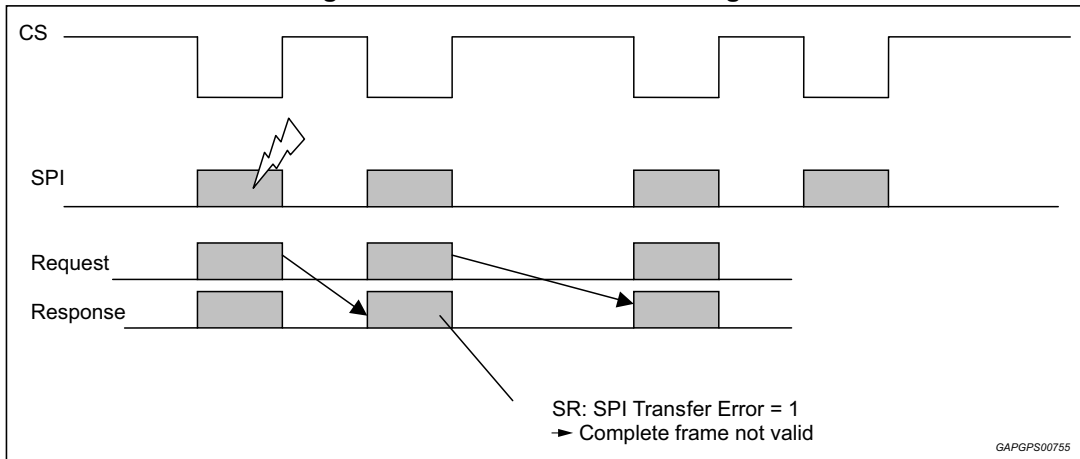 CS
SPI
Request
Response
SR: SPI Transfer Error = 1
→ Complete frame not valid
GAPGPS00755